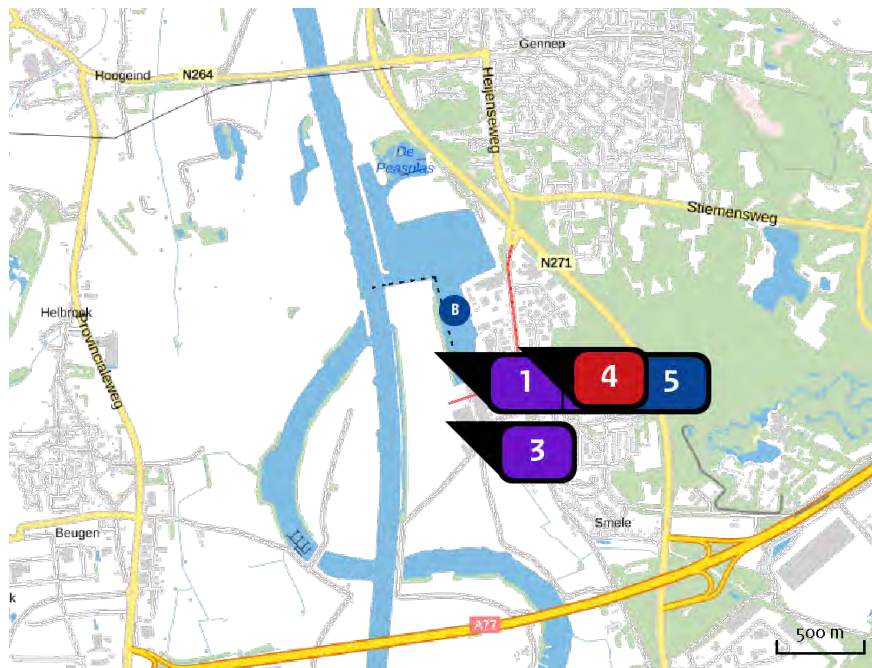 Gennep
Hoogeind
N264
Heijenseweg
De
Peasplas
Stiemensweg
N271
B
Helbroek
Provincialeweg
1
4
5
3
Smele
Beugen
k
A77
500 m